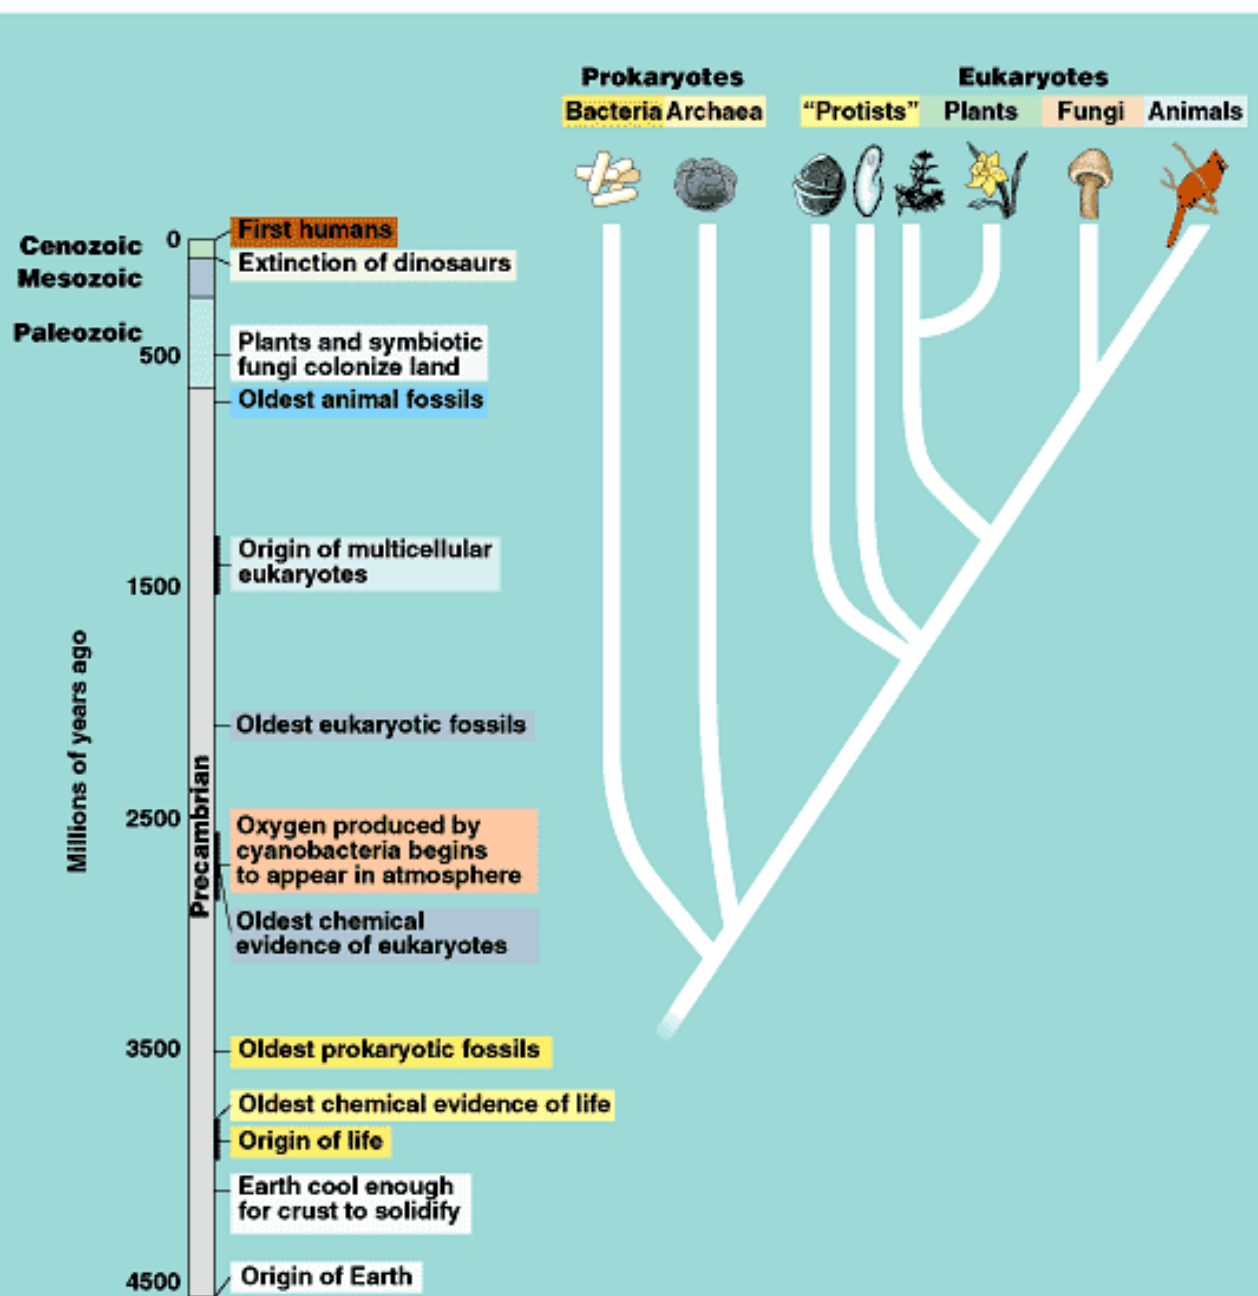 Prokaryotes
Eukaryotes
Bacteria
Archaea
“Protists”
Plants
Fungi
Animals
Cenozoic
0
First humans
Mesozoic
Extinction of dinosaurs
Paleozoic
500
Plants and symbiotic
fungi colonize land
Oldest animal fossils
Origin of multicellular
eukaryotes
1500
Millions of years ago
Oldest eukaryotic fossils
Precambrian
2500
Oxygen produced by
cyanobacteria begins
to appear in atmosphere
Oldest chemical
evidence of eukaryotes
3500
Oldest prokaryotic fossils
Oldest chemical evidence of life
Origin of life
Earth cool enough
for crust to solidify
4500
Origin of Earth